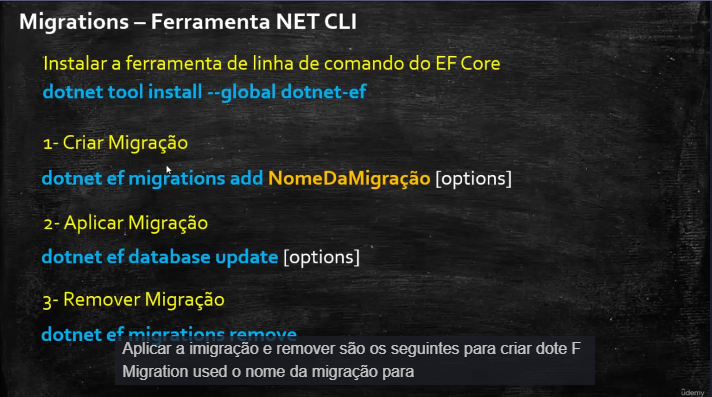 Migrations – Ferramenta NET CLI
Instalar a ferramenta de linha de comando do EF Core
dotnet tool install --global dotnet-ef
1- Criar Migração
dotnet ef migrations add NomeDaMigração [options]
2- Aplicar Migração
dotnet ef database update [options]
3- Remover Migração
dotnet ef migrations remove
Aplicar a imigração e remover são os seguintes para criar dote F
Migration used o nome da migração para
ûdemy